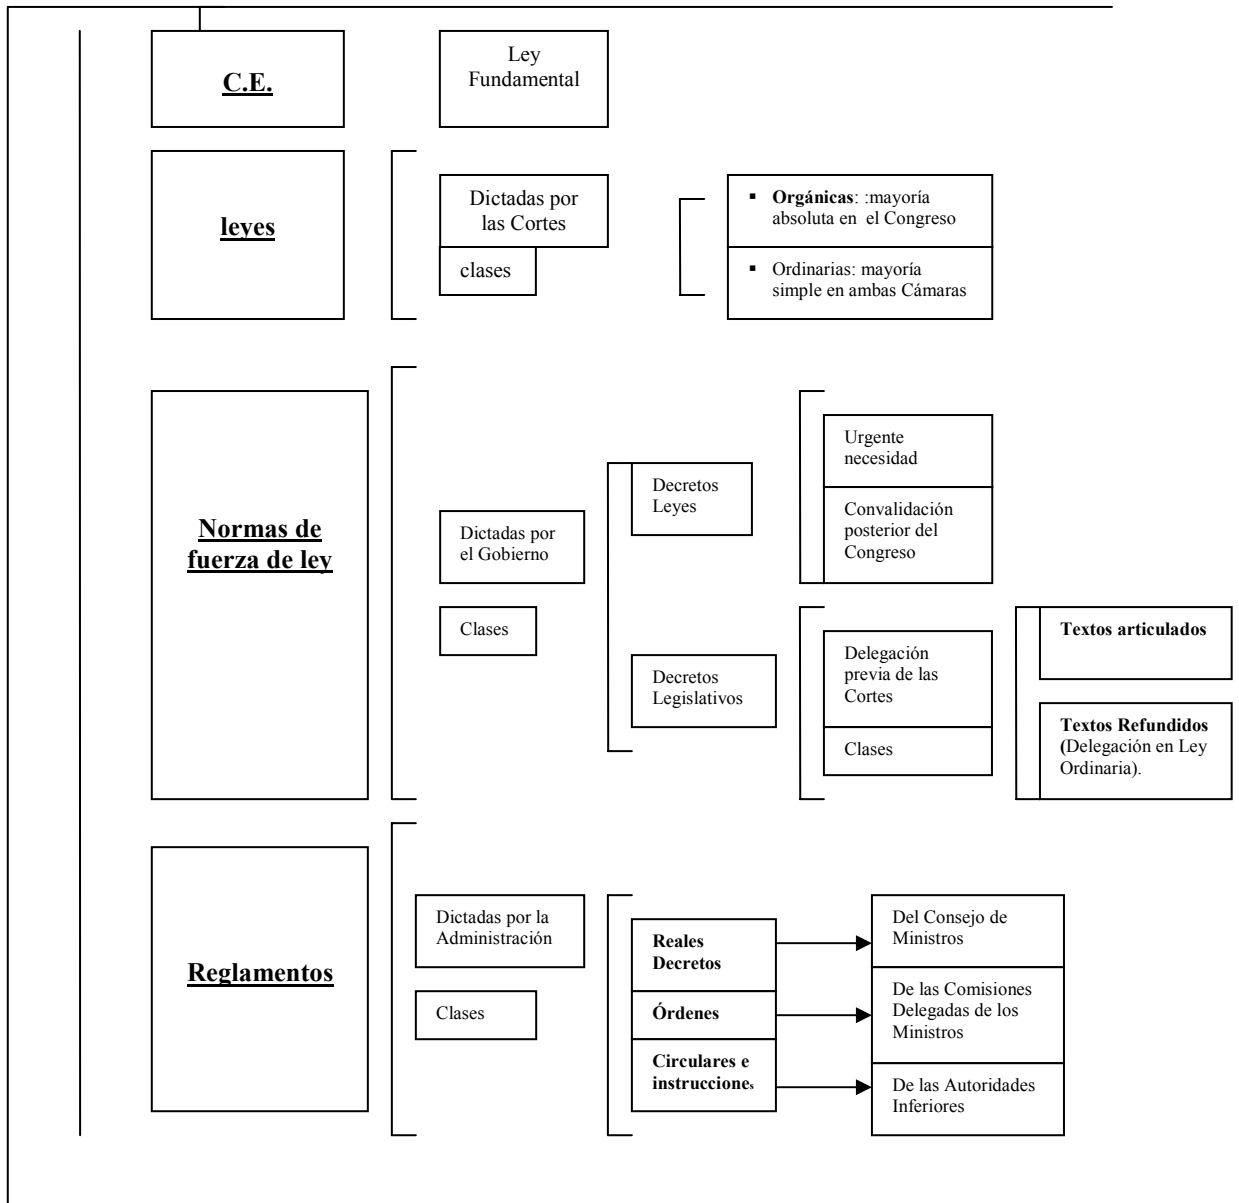 C.E.
Ley
Fundamental
leyes
Dictadas por
las Cortes
clases
▪ Orgánicas: :mayoría
absoluta en el Congreso
▪ Ordinarias: mayoría
simple en ambas Cámaras
Normas de
fuerza de ley
Dictadas por
el Gobierno
Clases
Decretos
Leyes
Urgente
necesidad
Convalidación
posterior del
Congreso
Decretos
Legislativos
Delegación
previa de las
Cortes
Clases
Textos articulados
Textos Refundidos
(Delegación en Ley
Ordinaria).
Reglamentos
Dictadas por la
Administración
Clases
Reales
Decretos
Del Consejo de
Ministros
Órdenes
De las Comisiones
Delegadas de los
Ministros
Circulares e
instrucciones
De las Autoridades
Inferiores